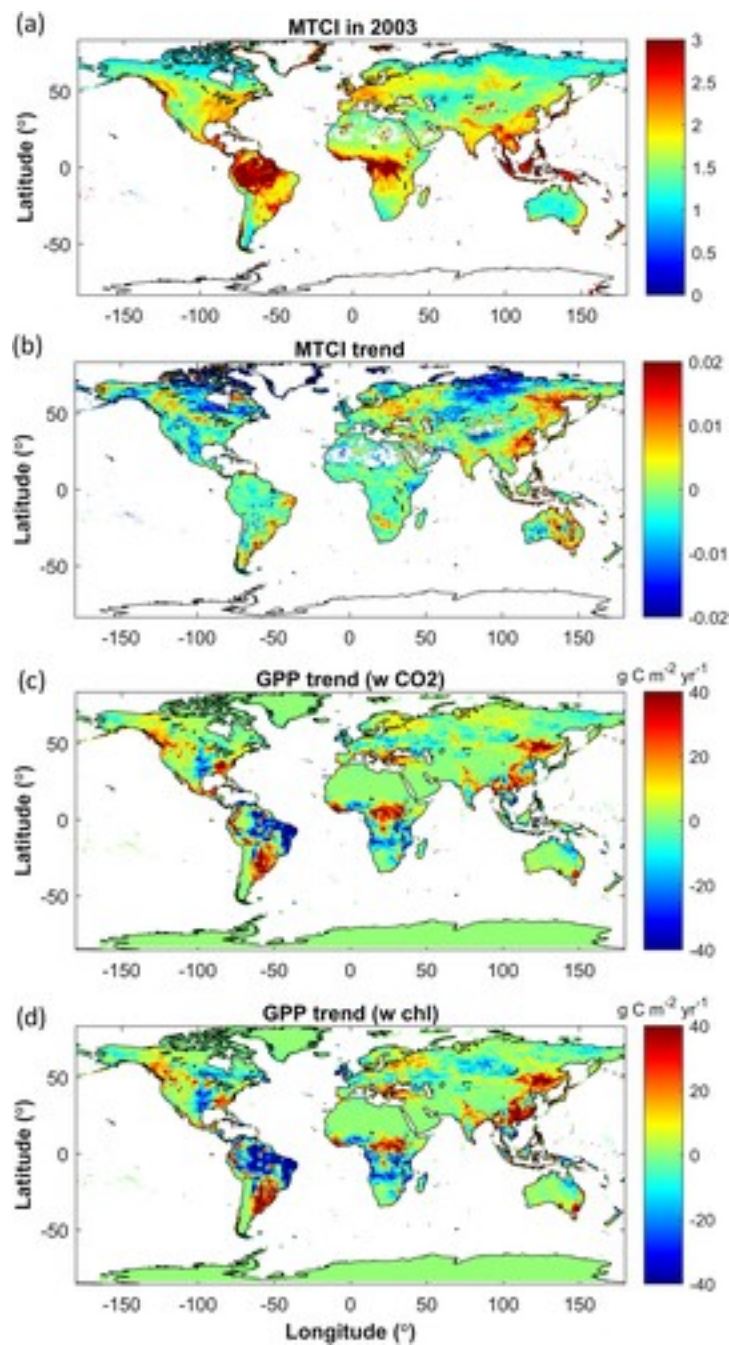 (a)
MTCI in 2003
Latitude (°)
50
0
-50
-150 -100 -50 0 50 100 150
3
2.5
2
1.5
1
0.5
0
(b)
MTCI trend
Latitude (°)
50
0
-50
-150 -100 -50 0 50 100 150
0.02
0.01
0
-0.01
-0.02
(c)
GPP trend (w CO2)
g C m⁻² yr⁻¹
Latitude (°)
50
0
-50
-150 -100 -50 0 50 100 150
40
20
0
-20
-40
(d)
GPP trend (w chl)
g C m⁻² yr⁻¹
Latitude (°)
50
0
-50
-150 -100 -50 0 50 100 150
Longitude (°)
40
20
0
-20
-40